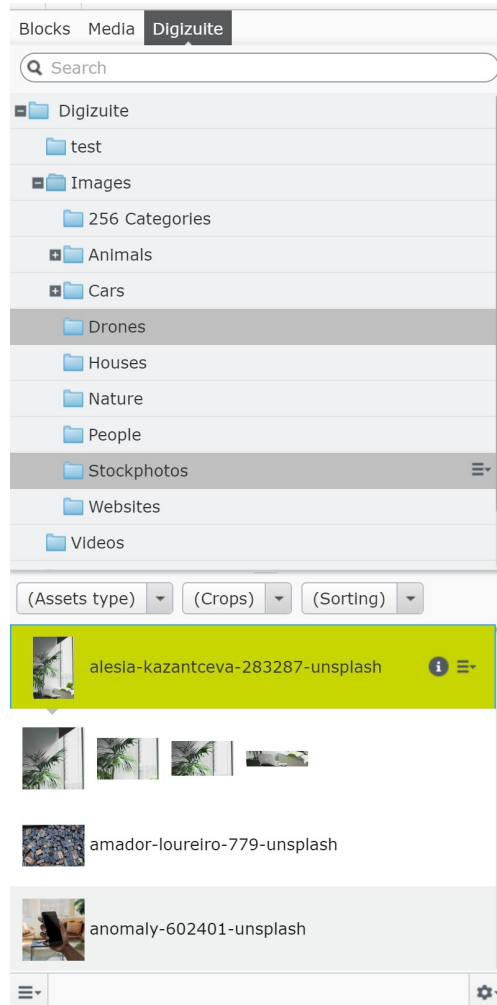 Blocks Media Digizuite
Search
Digizuite
test
Images
256 Categories
Animals
Cars
Drones
Houses
Nature
People
Stockphotos
Websites
Videos
(Assets type) (Crops) (Sorting)
alesia-kazantceva-283287-unsplash
amador-loureiro-779-unsplash
anomaly-602401-unsplash